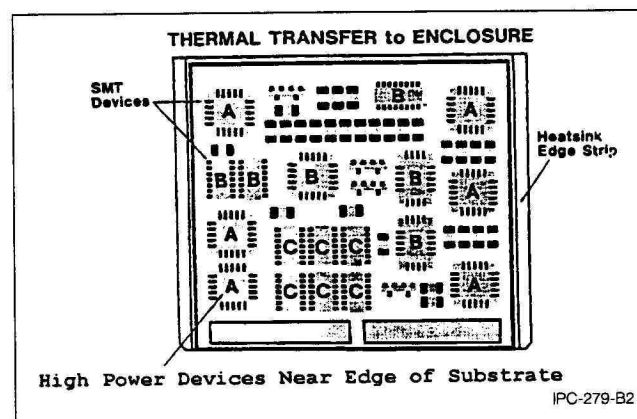 THERMAL TRANSFER to ENCLOSURE
SMT
Devices
A
B
A
Heatsink
Edge Strip
B B
B
B
A
A
C C C
B
A
C C C
A
High Power Devices Near Edge of Substrate
IPC-279-B2